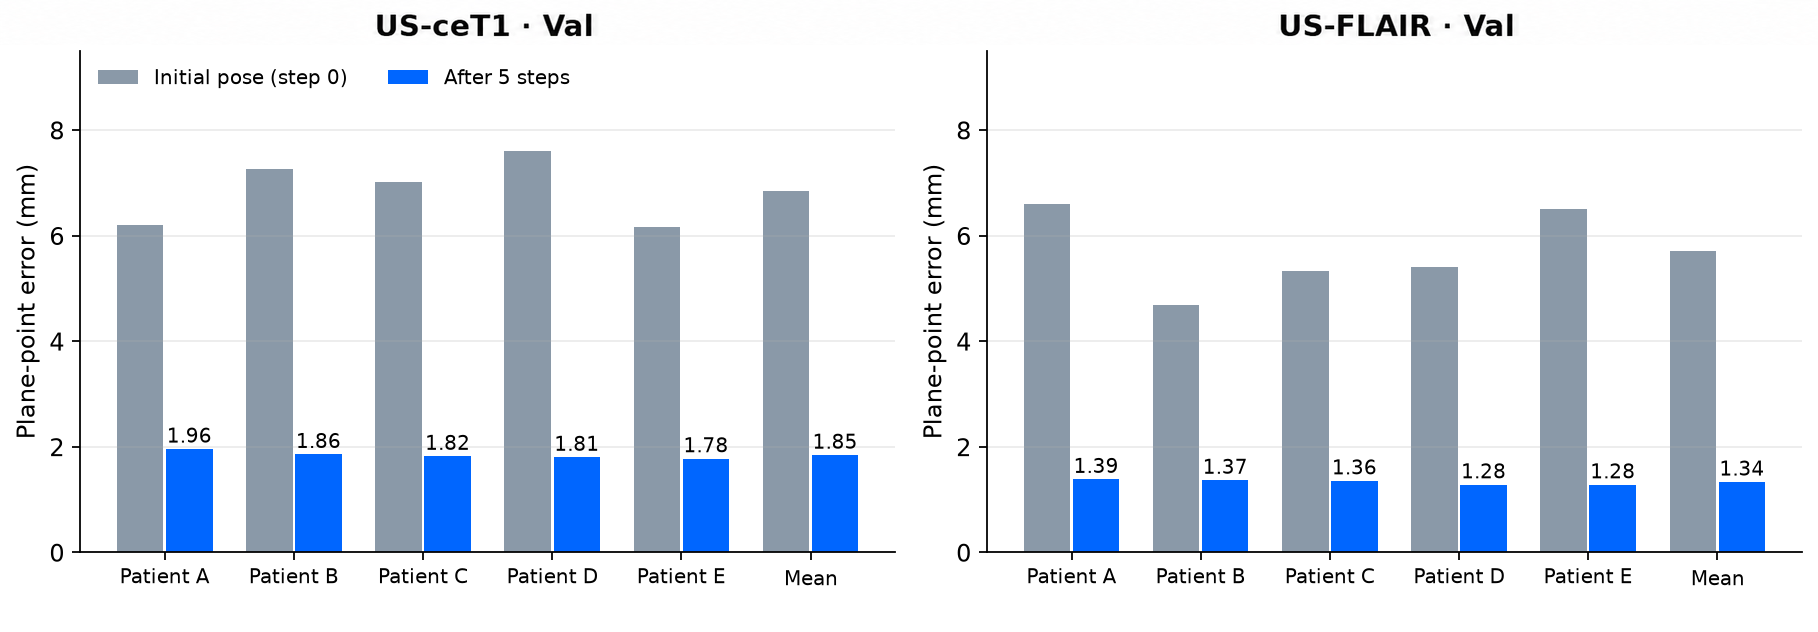 US-ceT1 · Val
Initial pose (step 0)
After 5 steps
Plane-point error (mm)
8
6
4
2
0
1.96
1.86
1.82
1.81
1.78
1.85
Patient A
Patient B
Patient C
Patient D
Patient E
Mean
US-FLAIR · Val
Plane-point error (mm)
8
6
4
2
0
1.39
1.37
1.36
1.28
1.28
1.34
Patient A
Patient B
Patient C
Patient D
Patient E
Mean